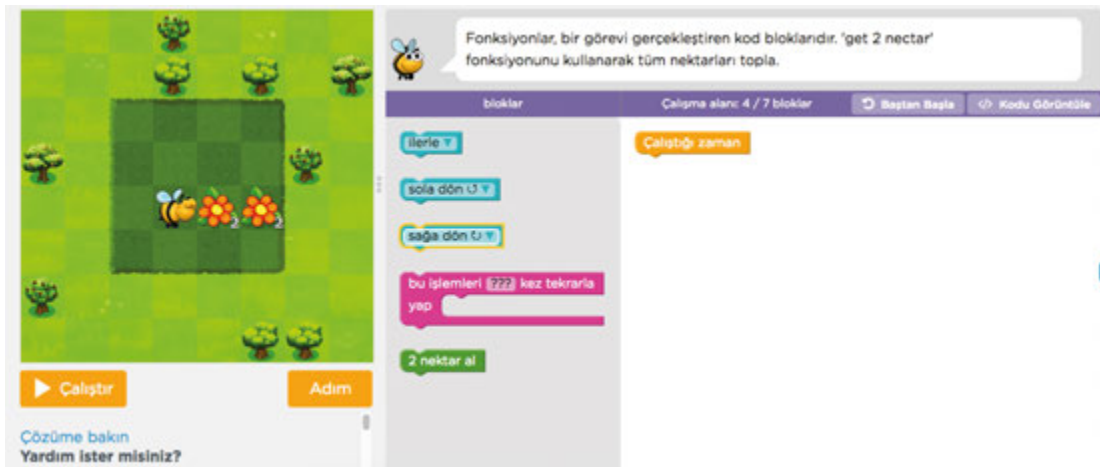 Fonksiyonlar, bir görevi gerçekleştiren kod bloklarıdır. 'get 2 nectar'
fonksiyonunu kullanarak tüm nektarları topla.
bloklar
Çalışma alanı: 4 / 7 bloklar
Baştan Başla
Kodu Görüntüle
ilerle
Çalıştığı zaman
sola dön
sağa dön
bu işlemleri ??? kez tekrarla
yap
2 nektar al
2
2
Çalıştır
Adım
Çözüme bakın
Yardım ister misiniz?